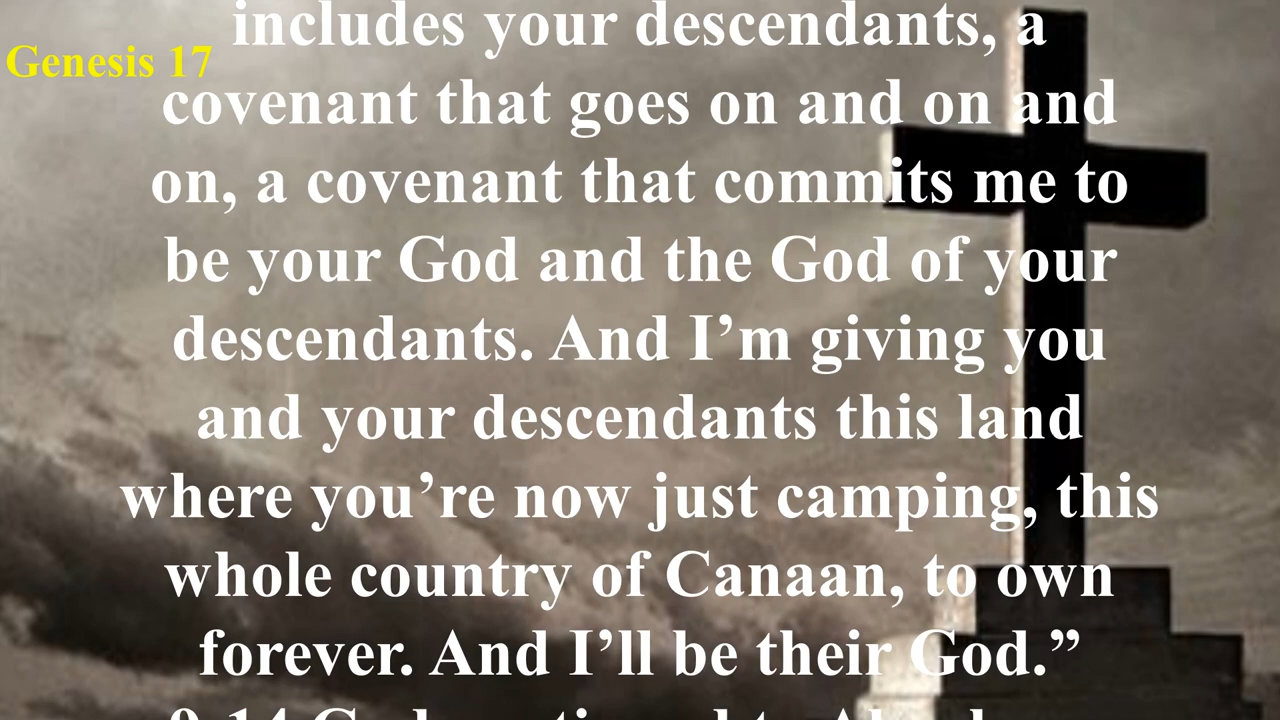 includes your descendants, a
Genesis 17
covenant that goes on and on and
on, a covenant that commits me to
be your God and the God of your
descendants. And I’m giving you
and your descendants this land
where you’re now just camping, this
whole country of Canaan, to own
forever. And I’ll be their God.”